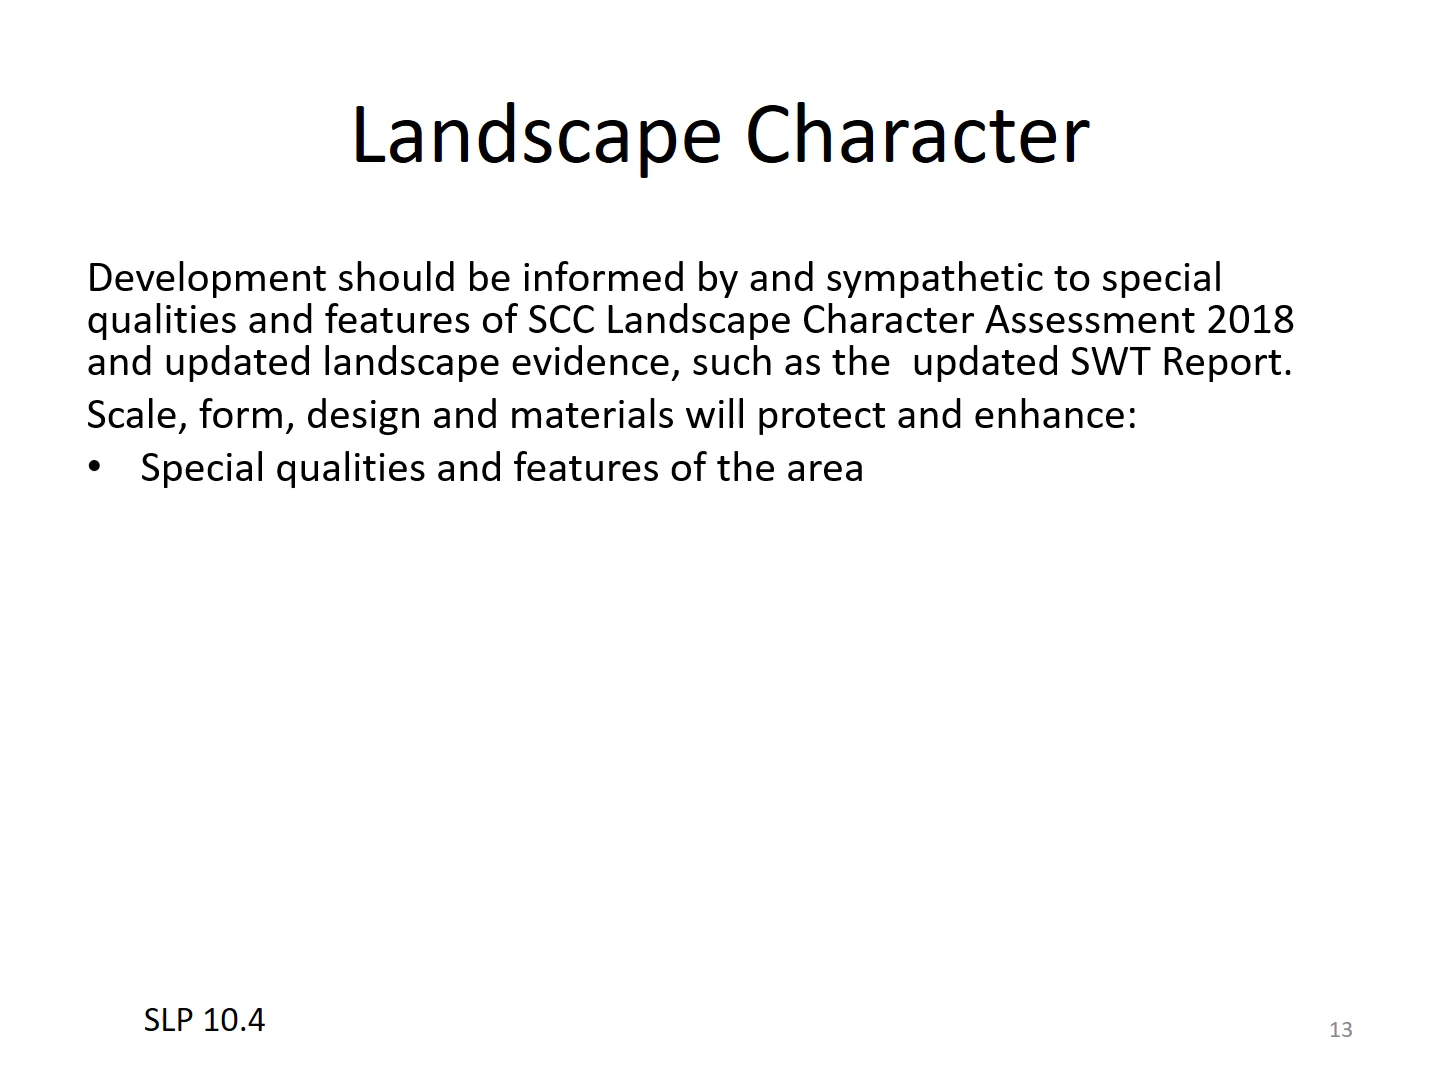 Landscape Character
Development should be informed by and sympathetic to special
qualities and features of SCC Landscape Character Assessment 2018
and updated landscape evidence, such as the  updated SWT Report.
Scale, form, design and materials will protect and enhance:
• Special qualities and features of the area
SLP 10.4
13